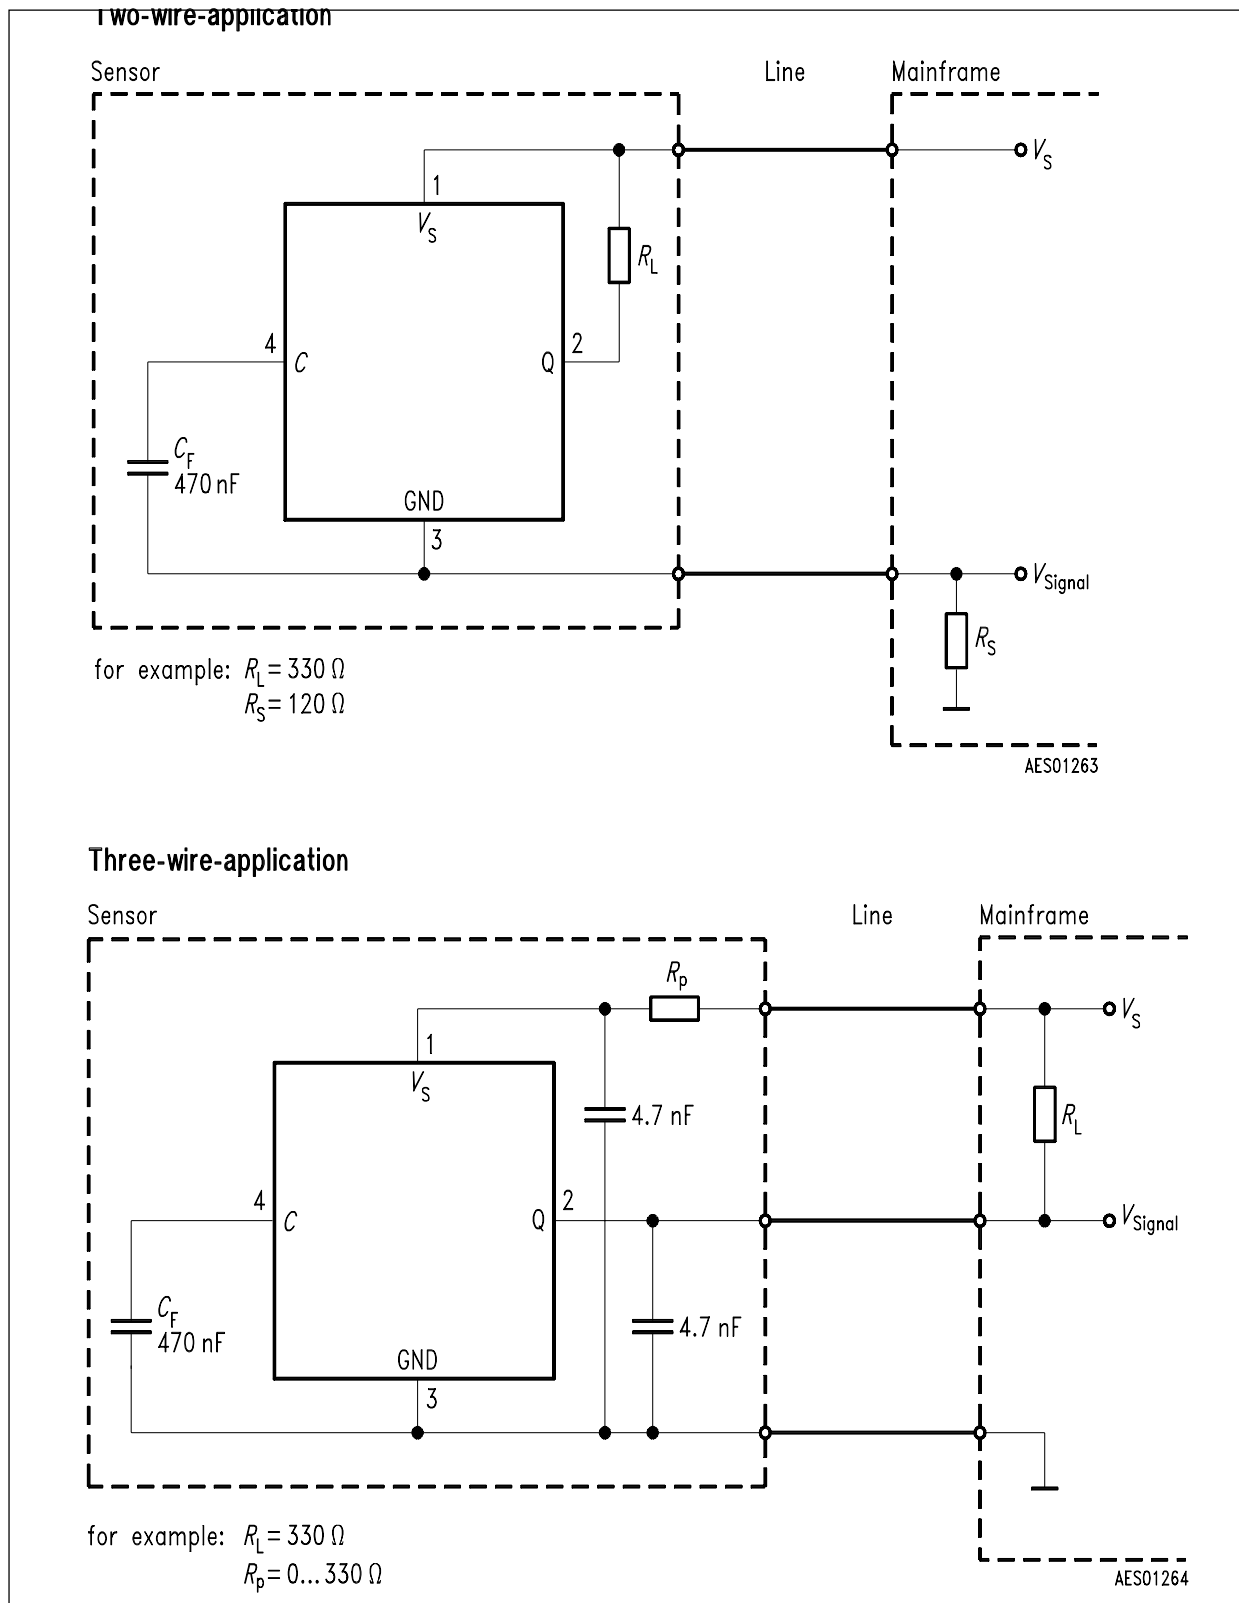 Two-wire-application
Sensor
Line
Mainframe
V_S
1
V_S
R_L
4
C
Q
2
C_F
470 nF
GND
3
V_Signal
R_S
for example: R_L = 330 Ω
R_S = 120 Ω
AES01263
Three-wire-application
Sensor
Line
Mainframe
R_p
V_S
1
V_S
4.7 nF
R_L
4
C
Q
2
V_Signal
C_F
470 nF
4.7 nF
GND
3
for example: R_L = 330 Ω
R_p = 0...330 Ω
AES01264